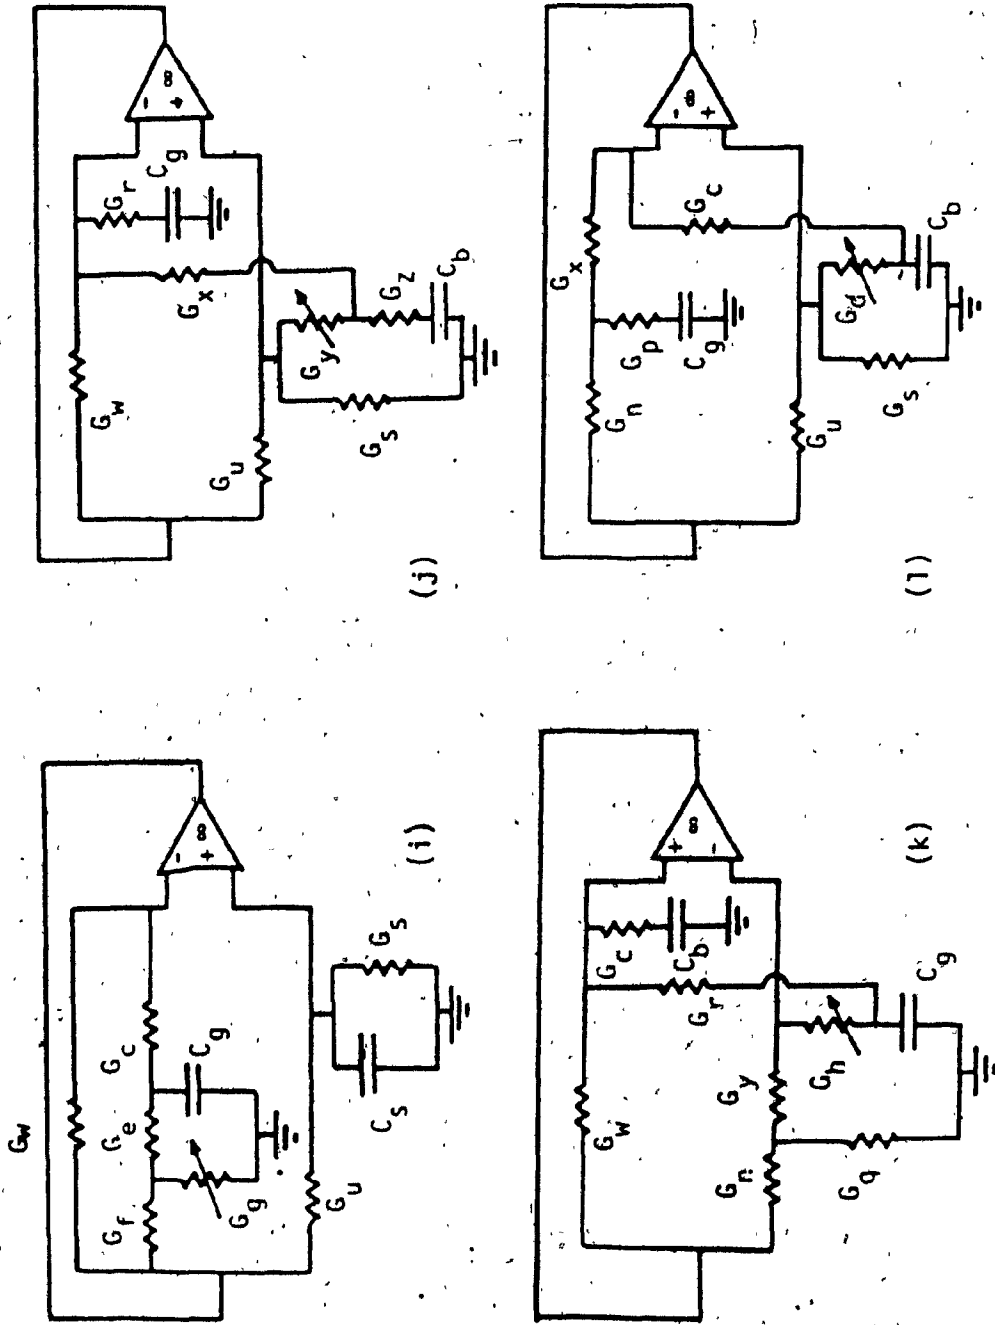 G_w
G_r
C_g
G_x
G_y
G_z
C_b
G_s
G_u
- + ∞
(j)
G_x
G_c
G_n
G_p
C_g
G_d
C_b
G_s
G_u
- + ∞
(l)
G_w
G_f
G_e
G_c
C_g
G_g
G_u
C_s
G_s
- + ∞
(i)
G_w
G_c
C_b
G_r
G_n
G_y
G_h
C_g
G_q
+ - ∞
(k)